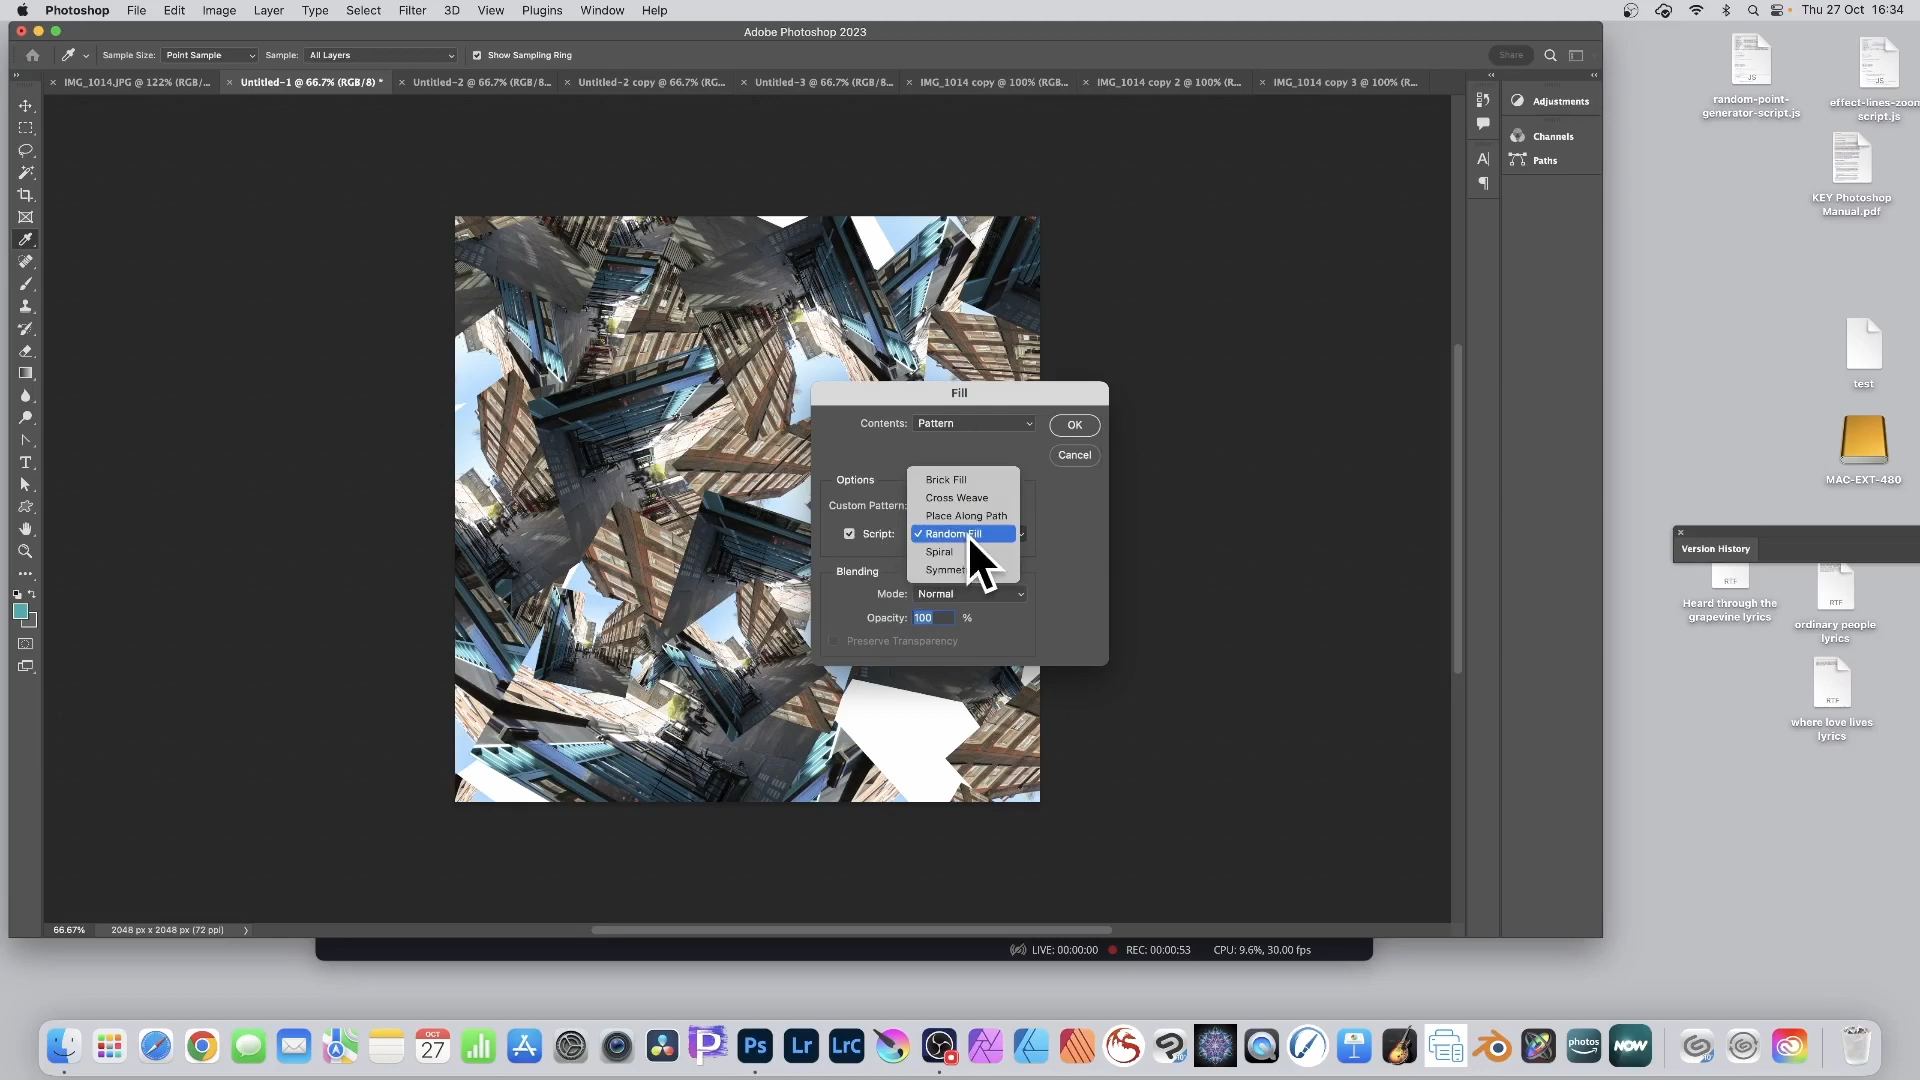 Photoshop File Edit Image Layer Type Select Filter 3D View Plugins Window Help Thu 27 Oct 16:34
Adobe Photoshop 2023
Sample Size: Point Sample Sample: All Layers Show Sampling Ring Share
IMG_1014.JPG @ 122% (RGB/... Untitled-1 @ 66.7% (RGB/8) * Untitled-2 @ 66.7% (RGB/8... Untitled-2 copy @ 66.7% (RG... Untitled-3 @ 66.7% (RGB/8... IMG_1014 copy @ 100% (RGB... IMG_1014 copy 2 @ 100% (R... IMG_1014 copy 3 @ 100% (R...
Adjustments
Channels
Paths
JS
random-point-
generator-script.js
JS
effect-lines-zoom
script.js
KEY Photoshop
Manual.pdf
test
MAC-EXT-480
Version History
RTF
Heard through the
grapevine lyrics
RTF
ordinary people
lyrics
RTF
where love lives
lyrics
Fill
Contents: Pattern
OK
Cancel
Options
Custom Pattern:
Script:
Brick Fill
Cross Weave
Place Along Path
Random Fill
Spiral
Blending
Mode: Normal
Opacity: 100 %
Preserve Transparency
66.67% 2048 px x 2048 px (72 ppi)
LIVE: 00:00:00 REC: 00:00:53 CPU: 9.6%, 30.00 fps
OCT
27
Ps
Lr
LrC
photos
NOW